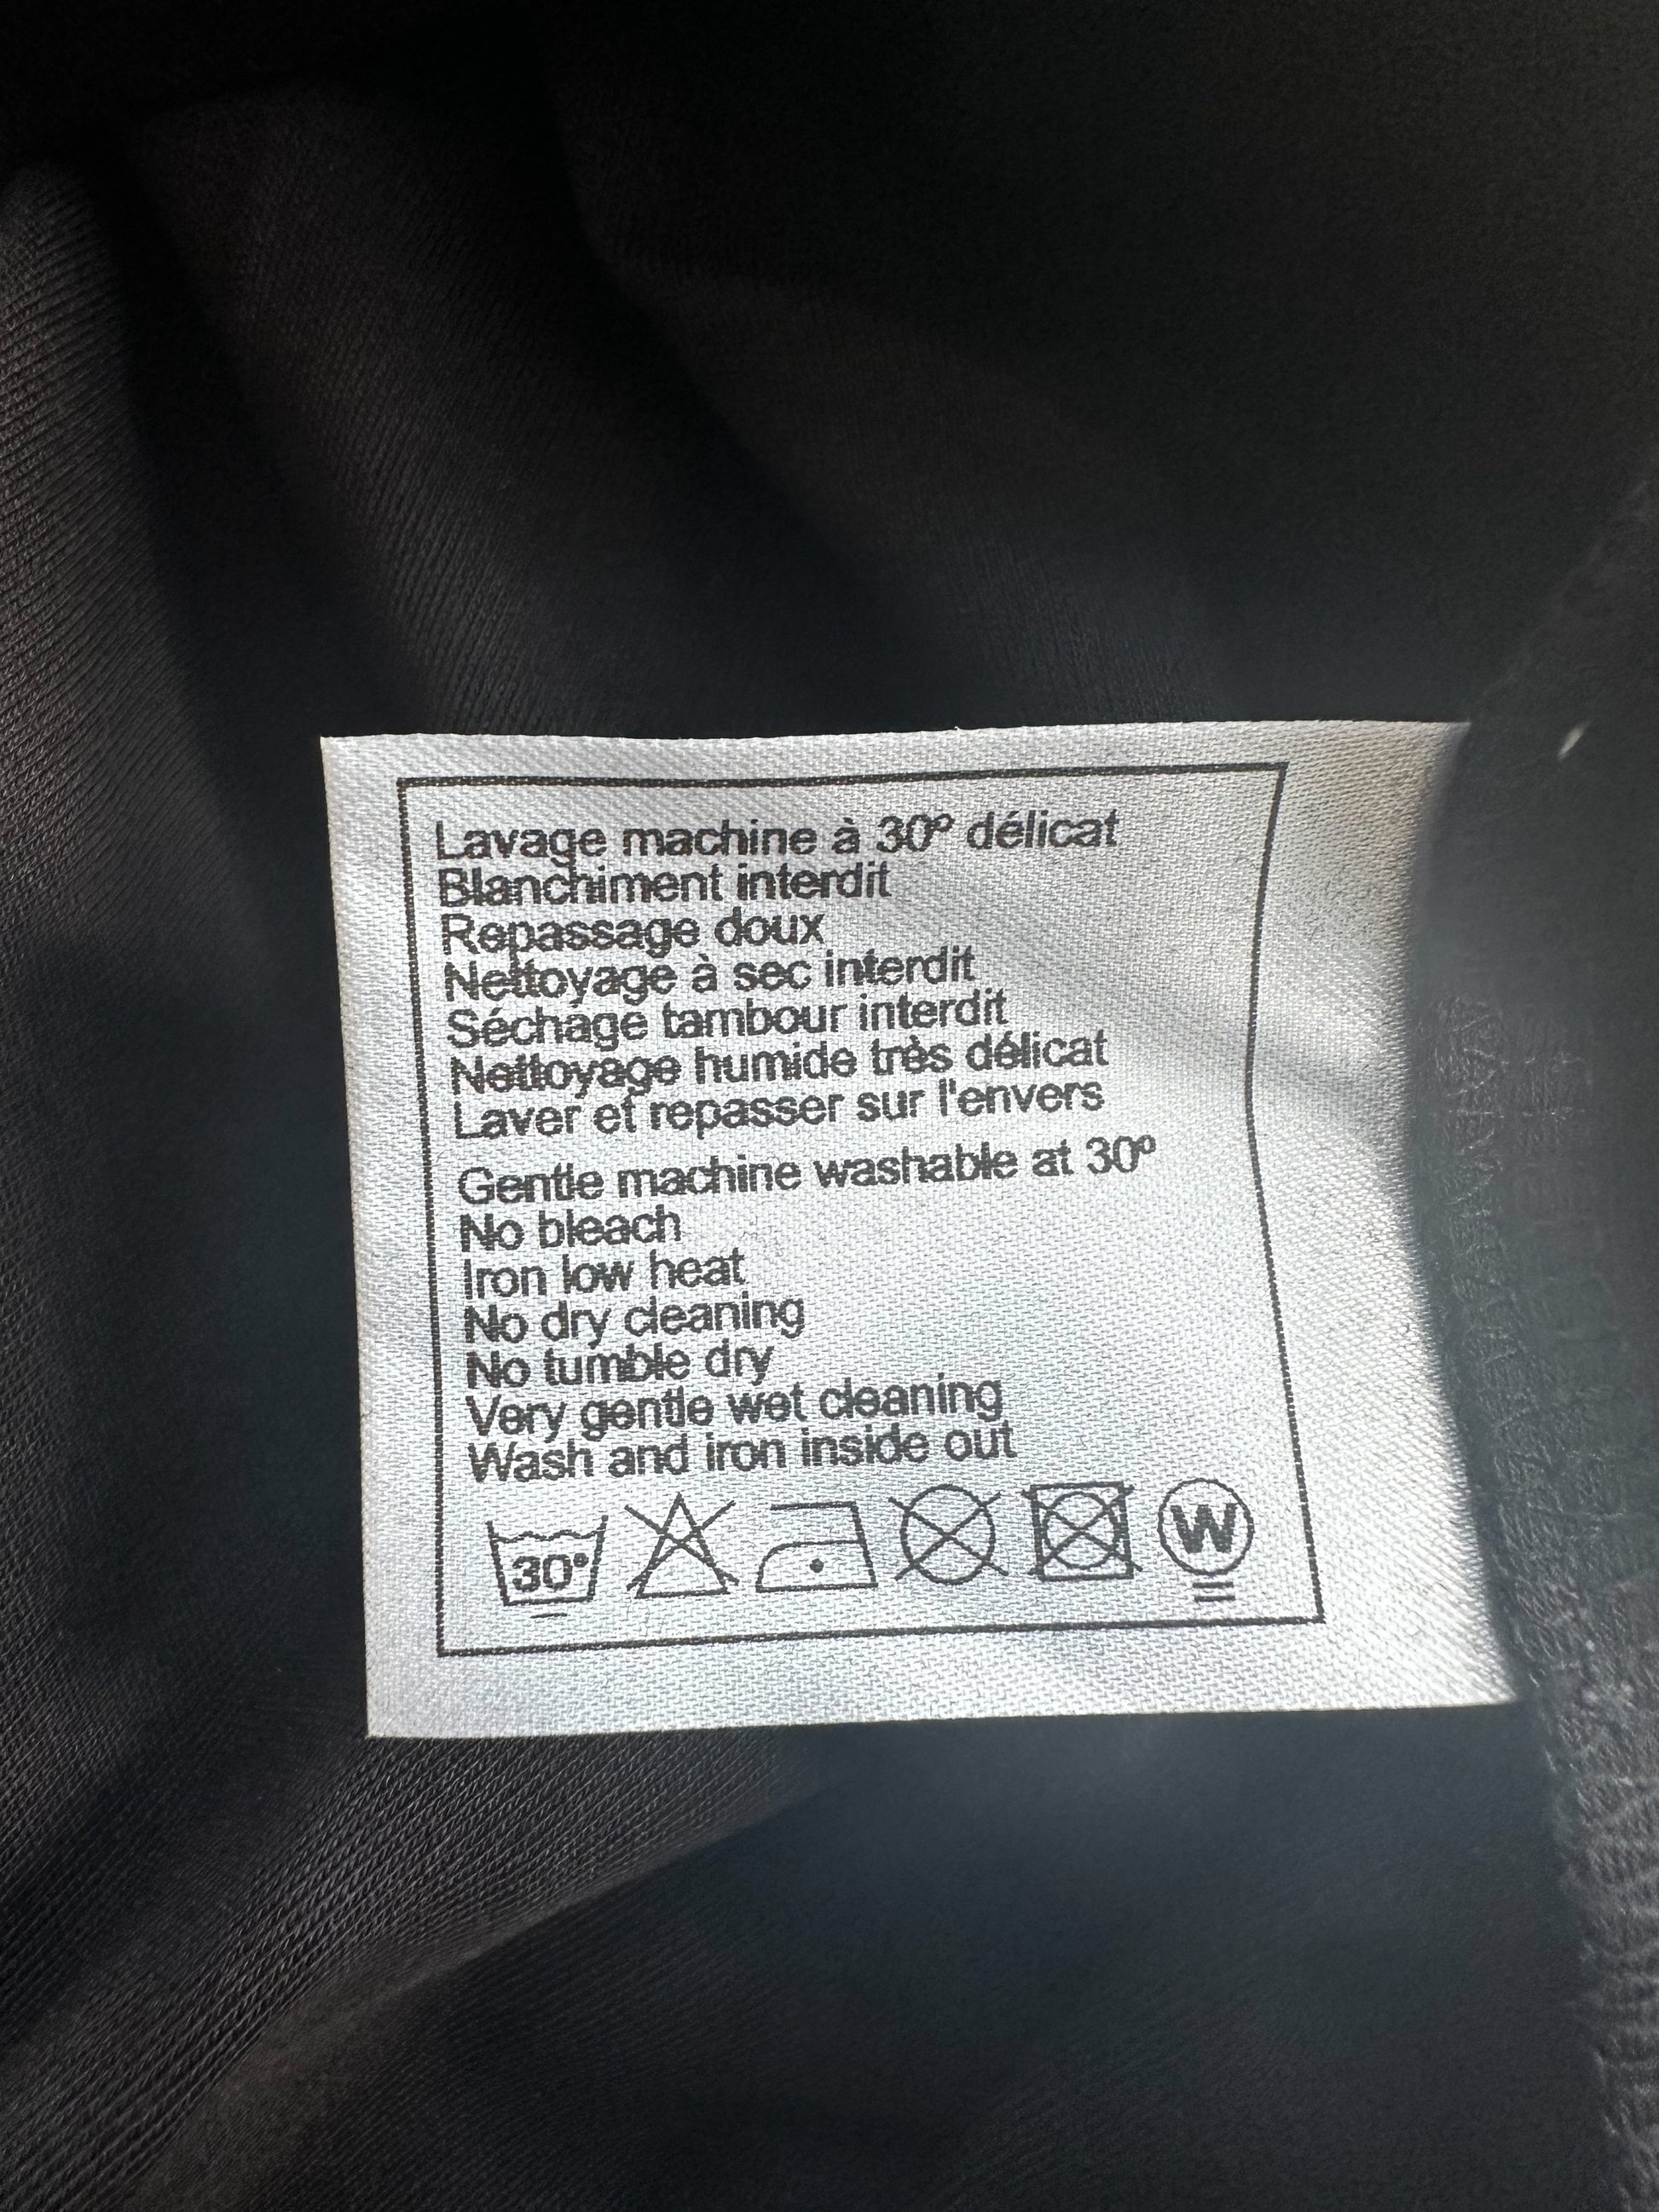 Lavage machine à 30º délicat
Blanchiment interdit
Repassage doux
Nettoyage à sec interdit
Séchage tambour interdit
Nettoyage humide très délicat
Laver et repasser sur l'envers
Gentle machine washable at 30º
No bleach
Iron low heat
No dry cleaning
No tumble dry
Very gentle wet cleaning
Wash and iron inside out
30° W